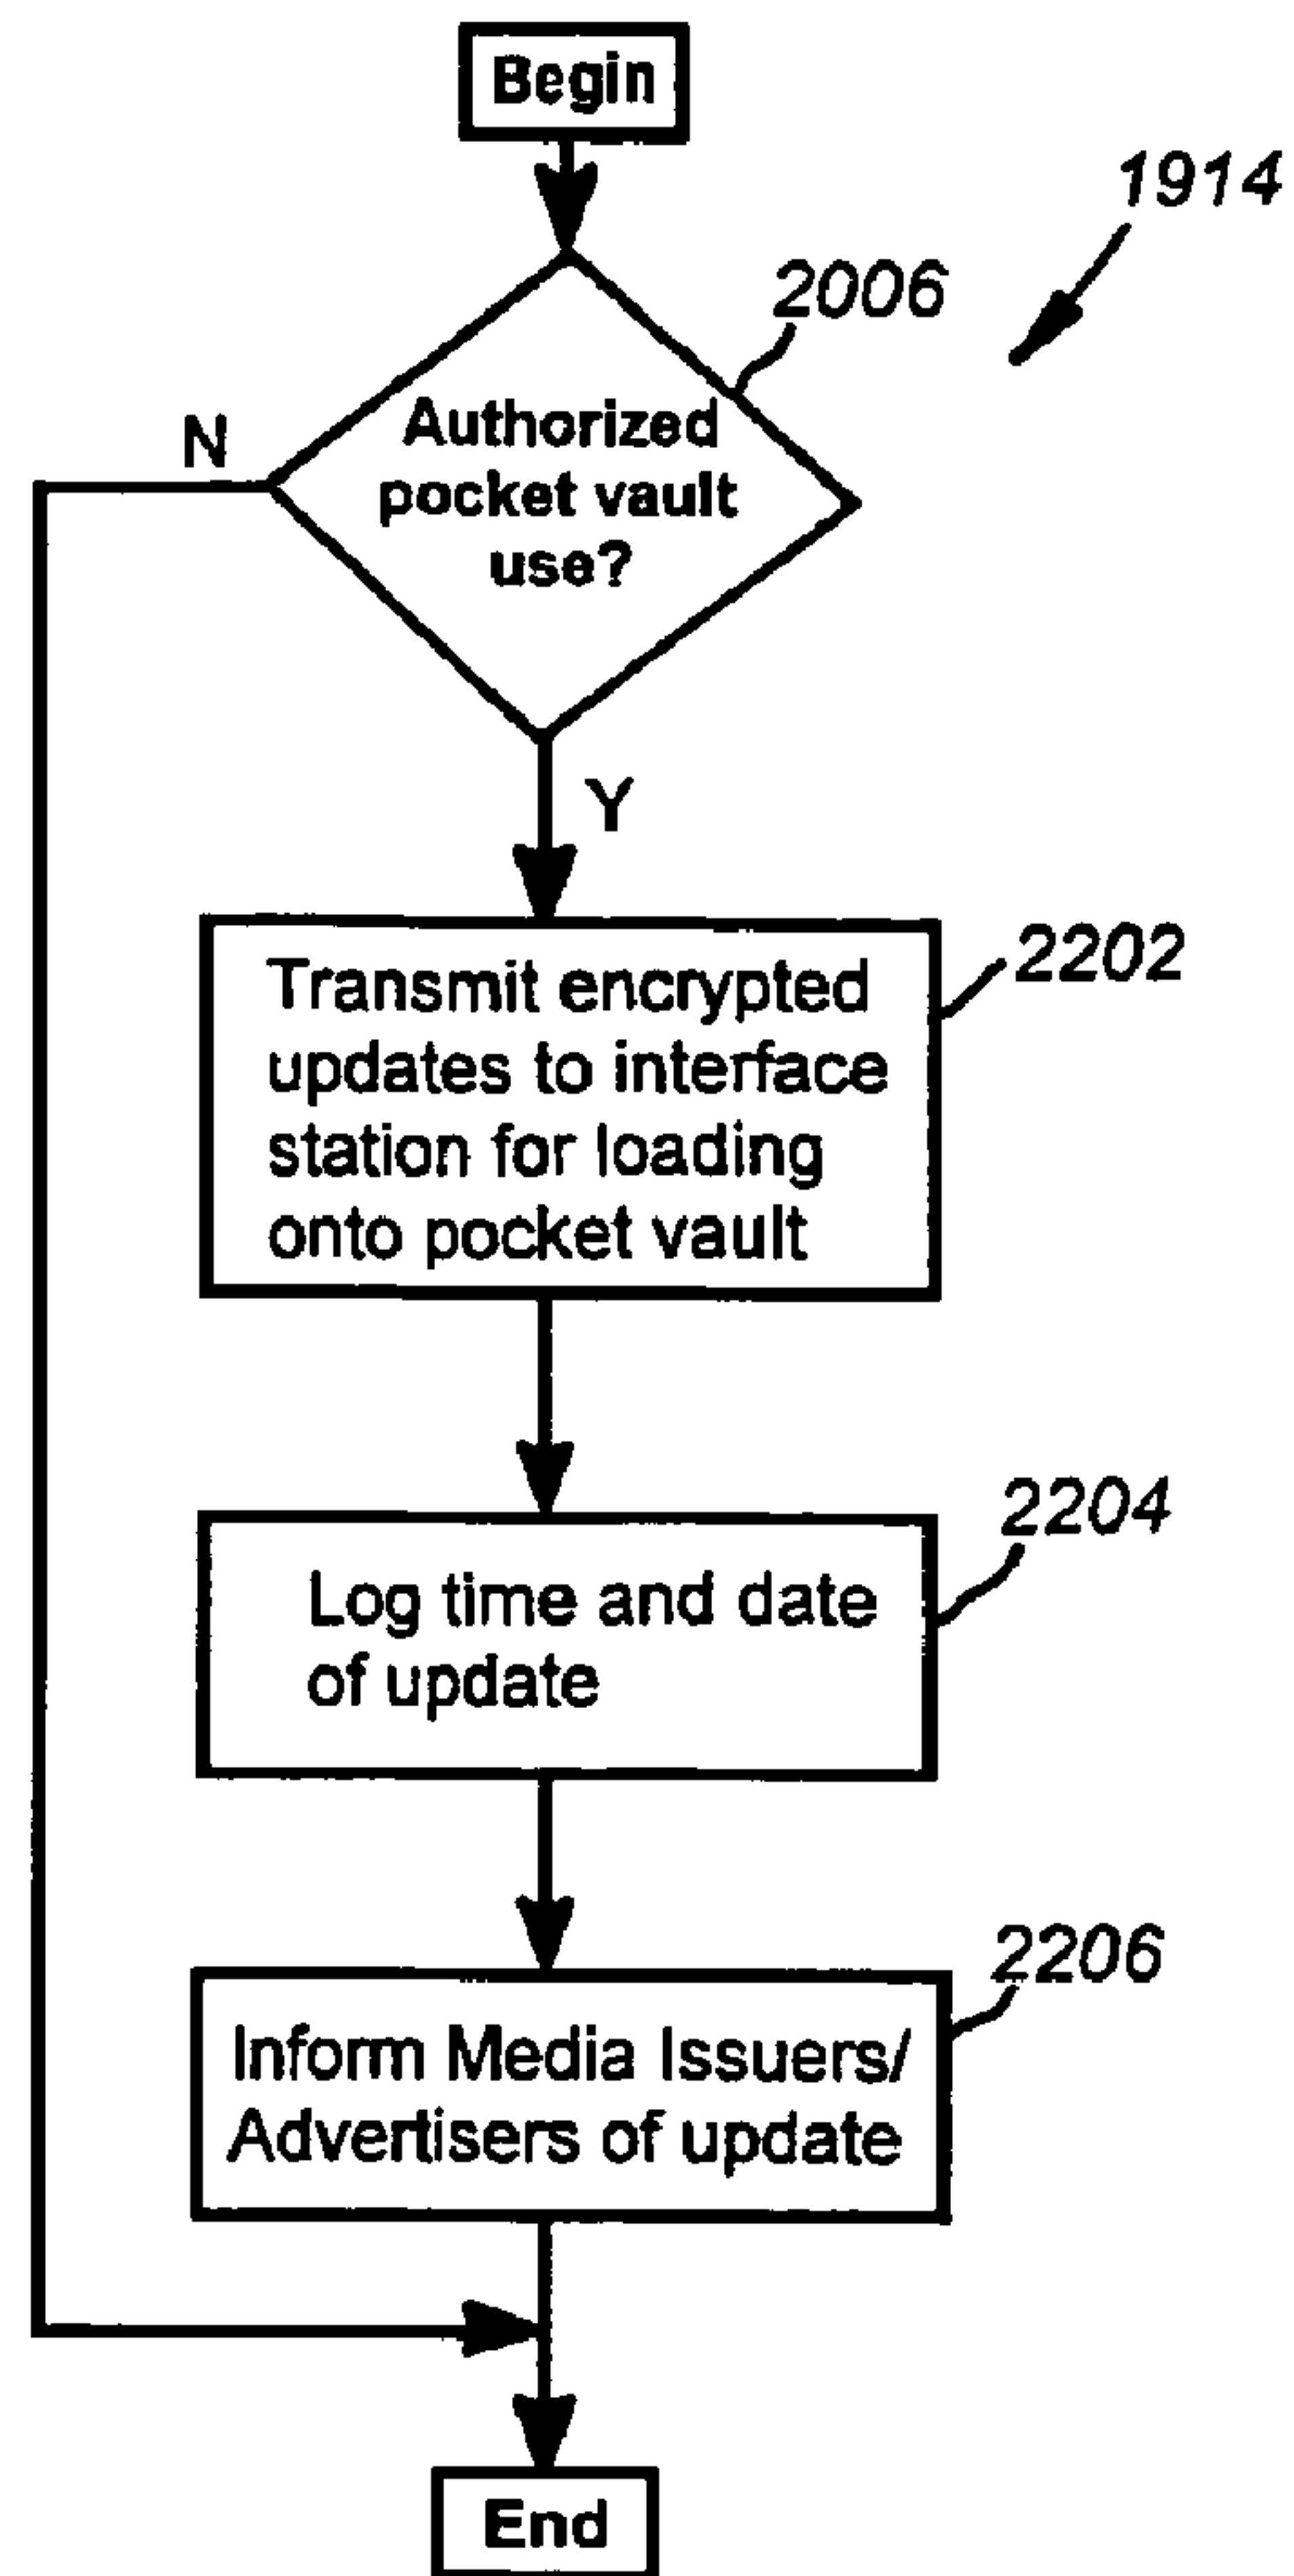 Begin
1914
2006
Authorized
pocket vault
use?
N
Y
2202
Transmit encrypted
updates to interface
station for loading
onto pocket vault
2204
Log time and date
of update
2206
Inform Media Issuers/
Advertisers of update
End